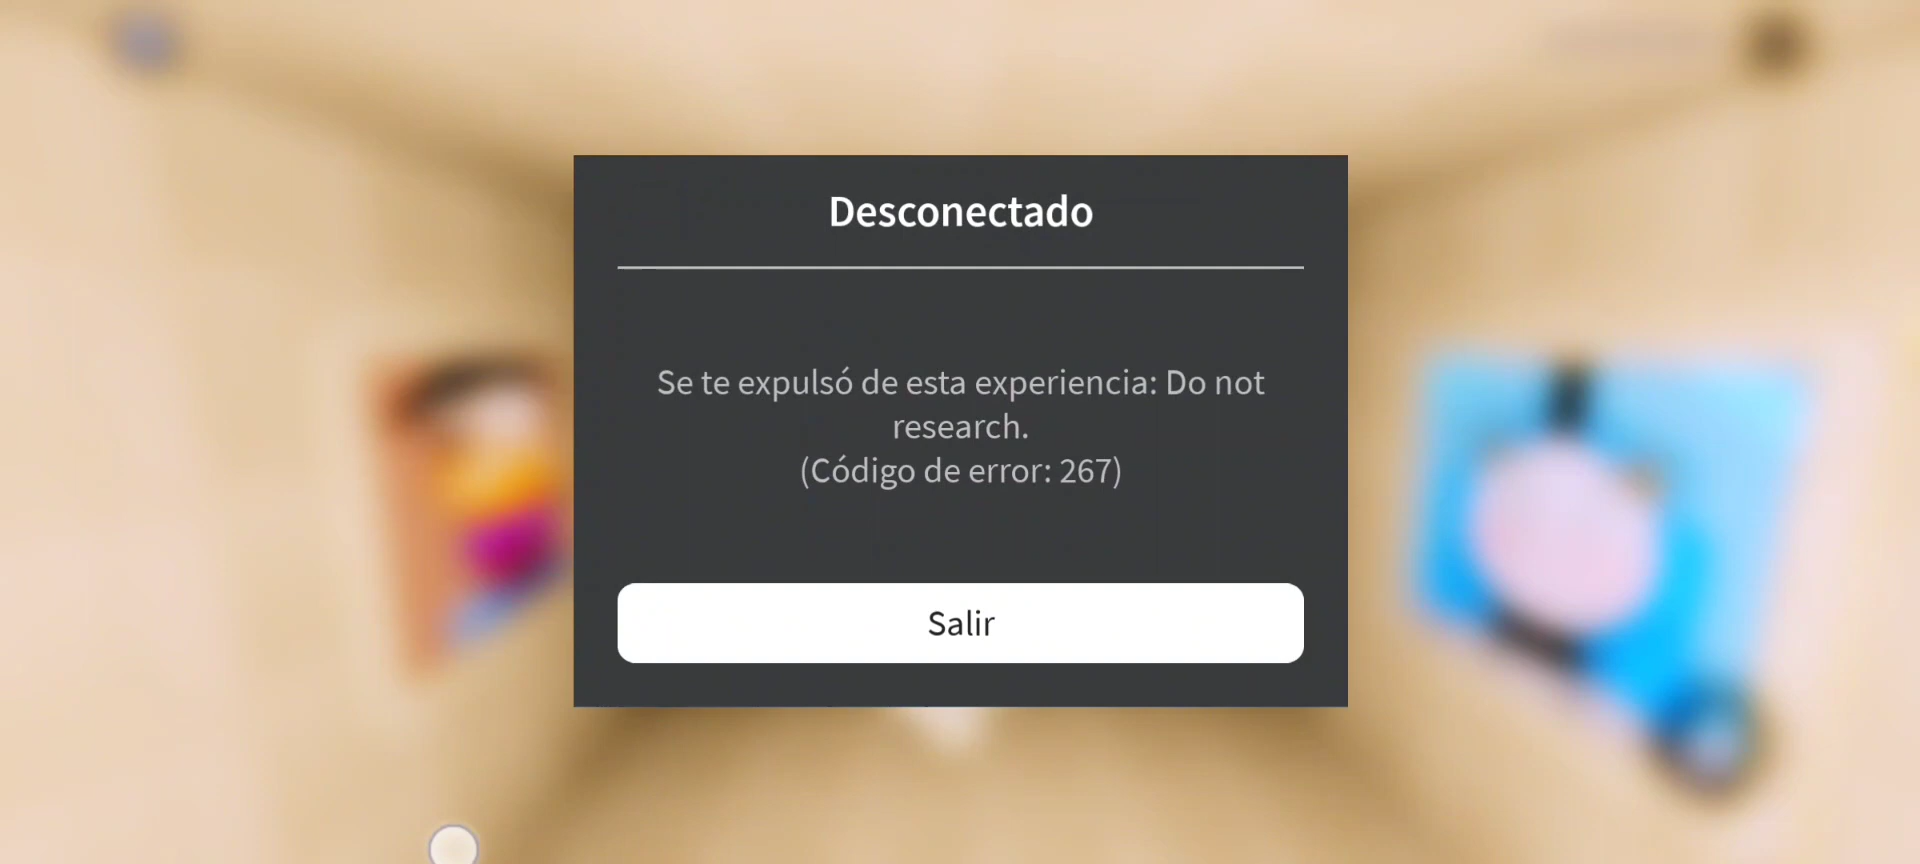 Desconectado
Se te expulsó de esta experiencia: Do not
research.
(Código de error: 267)
Salir